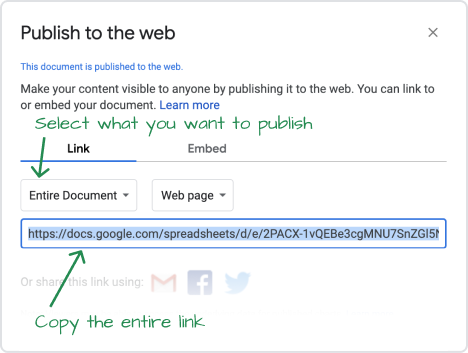 Publish to the web
This document is published to the web.
Make your content visible to anyone by publishing it to the web. You can link to
or embed your document. Learn more
Select what you want to publish
Link Embed
Entire Document Web page
https://docs.google.com/spreadsheets/d/e/2PACX-1vQEBe3cgMNU7SnZGl5
Or share this link using:
Copy the entire link